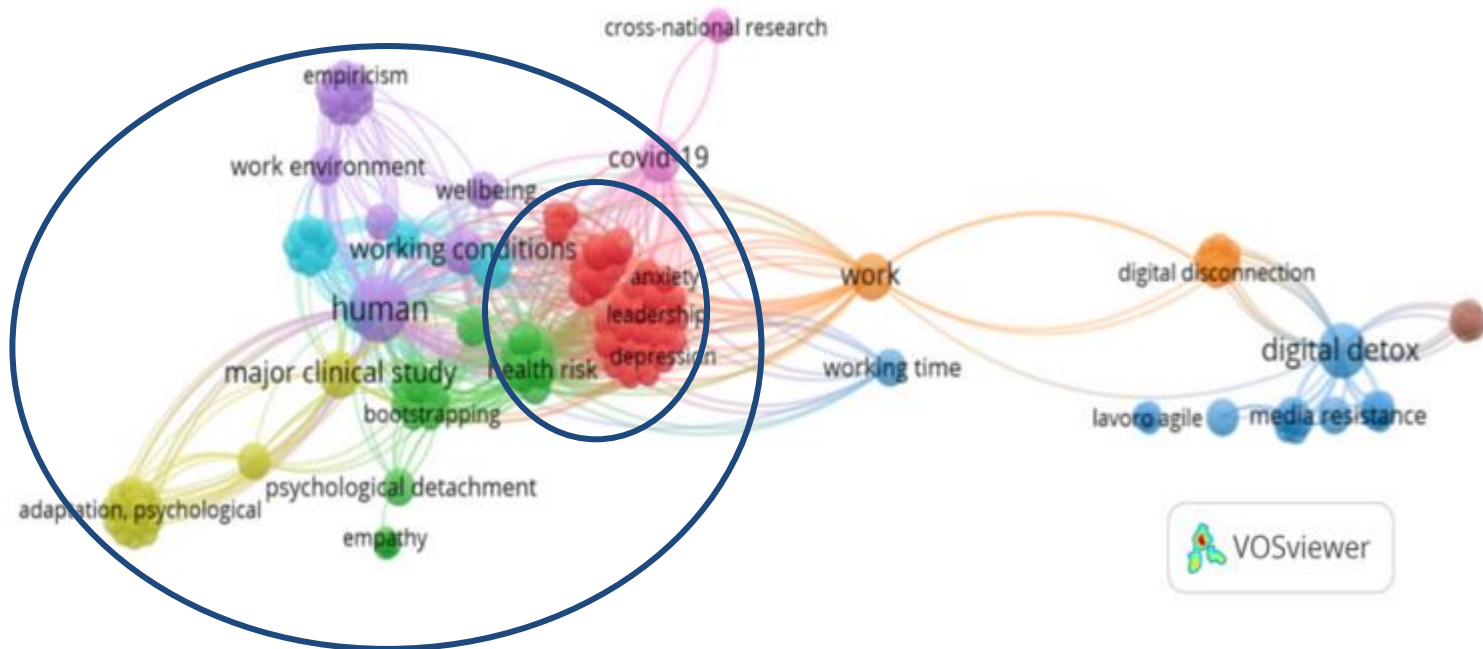 cross-national research
empiricism
covid-19
work environment
wellbeing
working conditions
anxiety
work
digital disconnection
human
leadership
digital detox
depression
health risk
working time
major clinical study
bootstrapping
lavoro agile
media resistance
psychological detachment
adaptation, psychological
empathy
VOSviewer